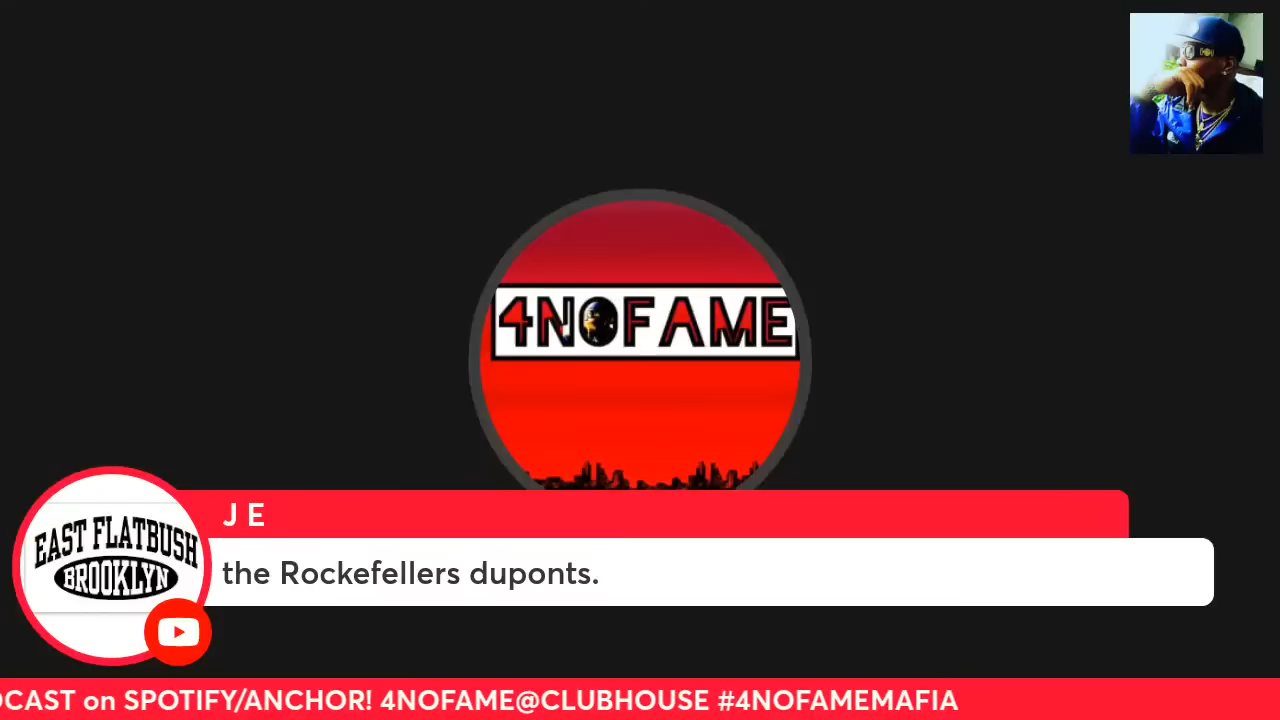 4NOFAME
J E
EAST FLATBUSH
BROOKLYN
the Rockefellers duponts.
DCAST on SPOTIFY/ANCHOR! 4NOFAME@CLUBHOUSE #4NOFAMEMAFIA